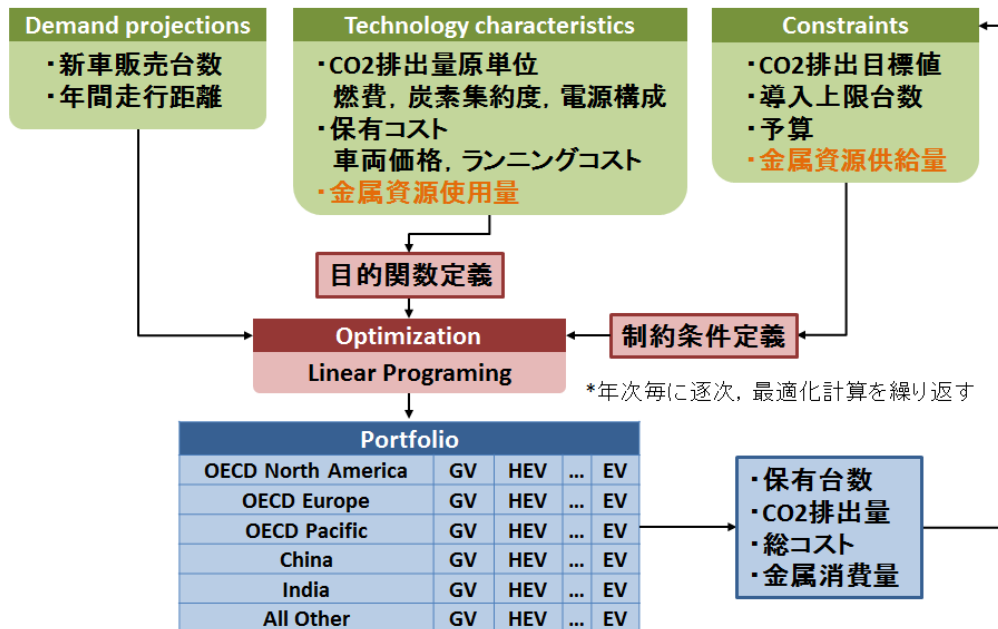 Demand projections
・新車販売台数
・年間走行距離
Technology characteristics
・CO2排出量原単位
燃費, 炭素集約度, 電源構成
・保有コスト
車両価格, ランニングコスト
・金属資源使用量
Constraints
・CO2排出目標値
・導入上限台数
・予算
・金属資源供給量
目的関数定義
Optimization
Linear Programing
制約条件定義
*年次毎に逐次, 最適化計算を繰り返す
Portfolio
OECD North America GV HEV ... EV
OECD Europe GV HEV ... EV
OECD Pacific GV HEV ... EV
China GV HEV ... EV
India GV HEV ... EV
All Other GV HEV ... EV
・保有台数
・CO2排出量
・総コスト
・金属消費量